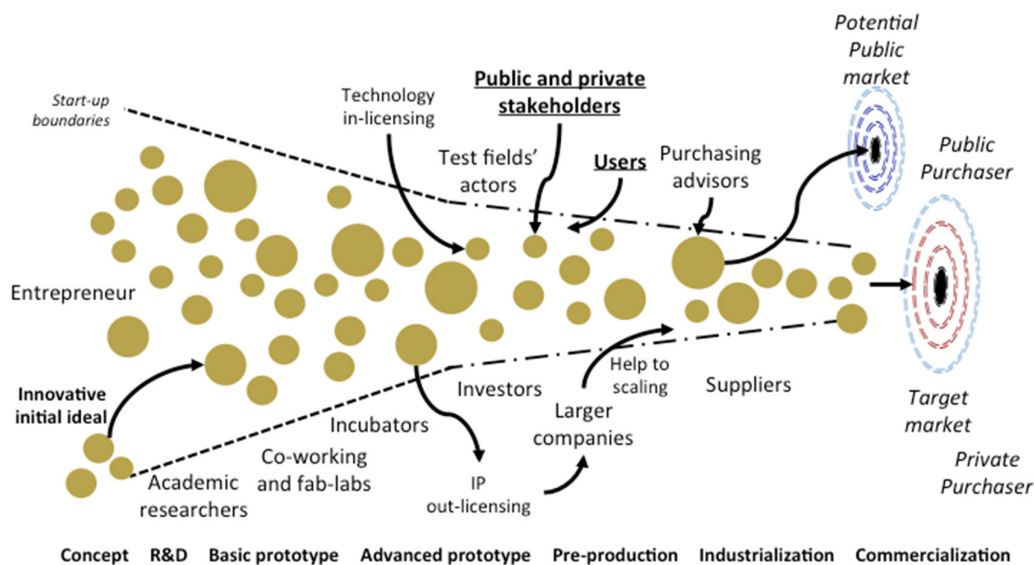 Potential
Public
market
Start-up
boundaries
Technology
in-licensing
Public and private
stakeholders
Test fields'
actors
Users
Purchasing
advisors
Public
Purchaser
Entrepreneur
Innovative
initial ideal
Academic
researchers
Co-working
and fab-labs
Incubators
Investors
IP
out-licensing
Larger
companies
Help to
scaling
Suppliers
Target
market
Private
Purchaser
Concept R&D Basic prototype Advanced prototype Pre-production Industrialization Commercialization